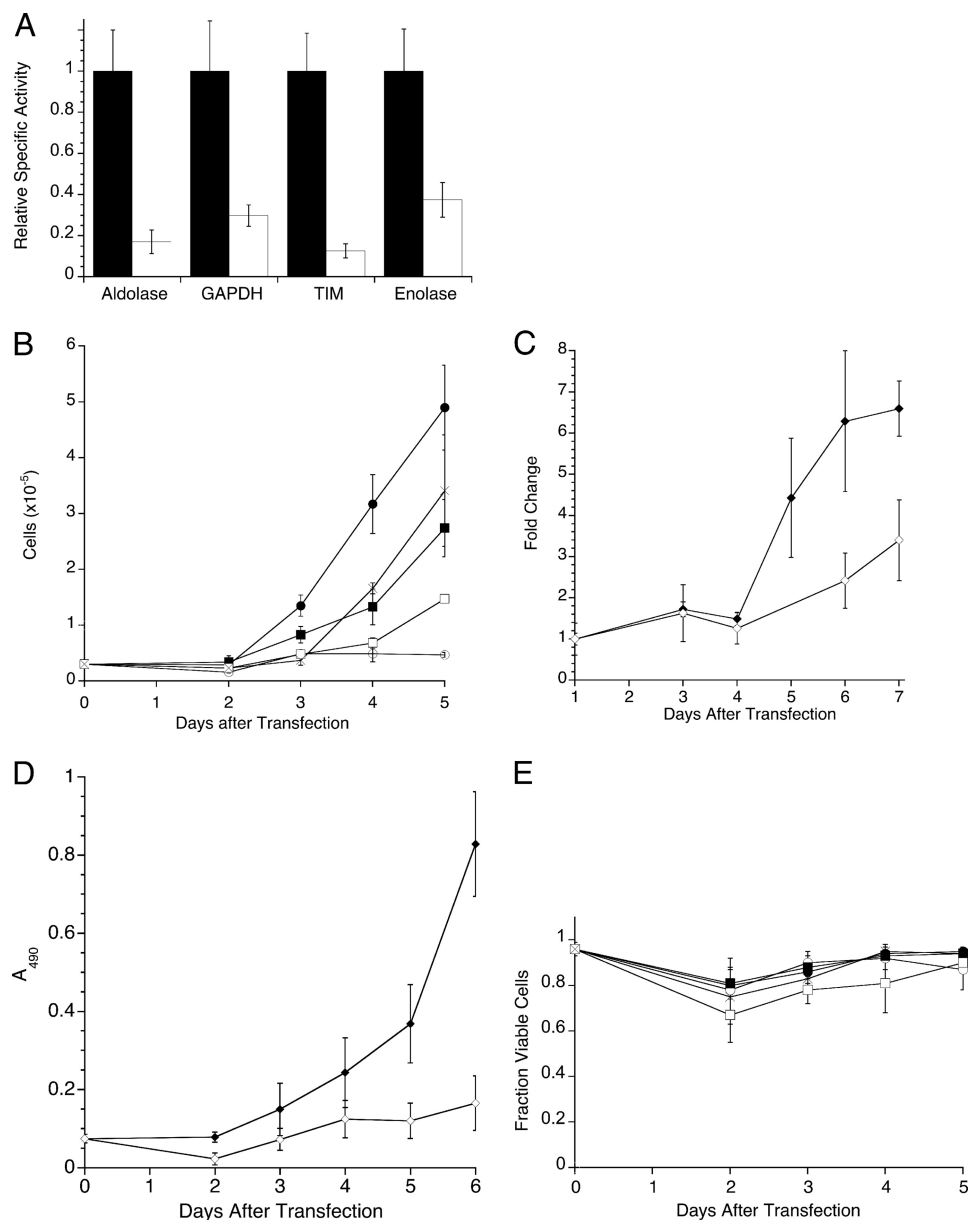 A
Relative Specific Activity
1
0.8
0.6
0.4
0.2
0
Aldolase GAPDH TIM Enolase
B
Cells (x10-5)
6
5
4
3
2
1
0
0 1 2 3 4 5
Days after Transfection
C
Fold Change
8
7
6
5
4
3
2
1
0
1 2 3 4 5 6 7
Days After Transfection
D
A490
1
0.8
0.6
0.4
0.2
0
0 1 2 3 4 5 6
Days After Transfection
E
Fraction Viable Cells
1
0.8
0.6
0.4
0.2
0
0 1 2 3 4 5
Days After Transfection